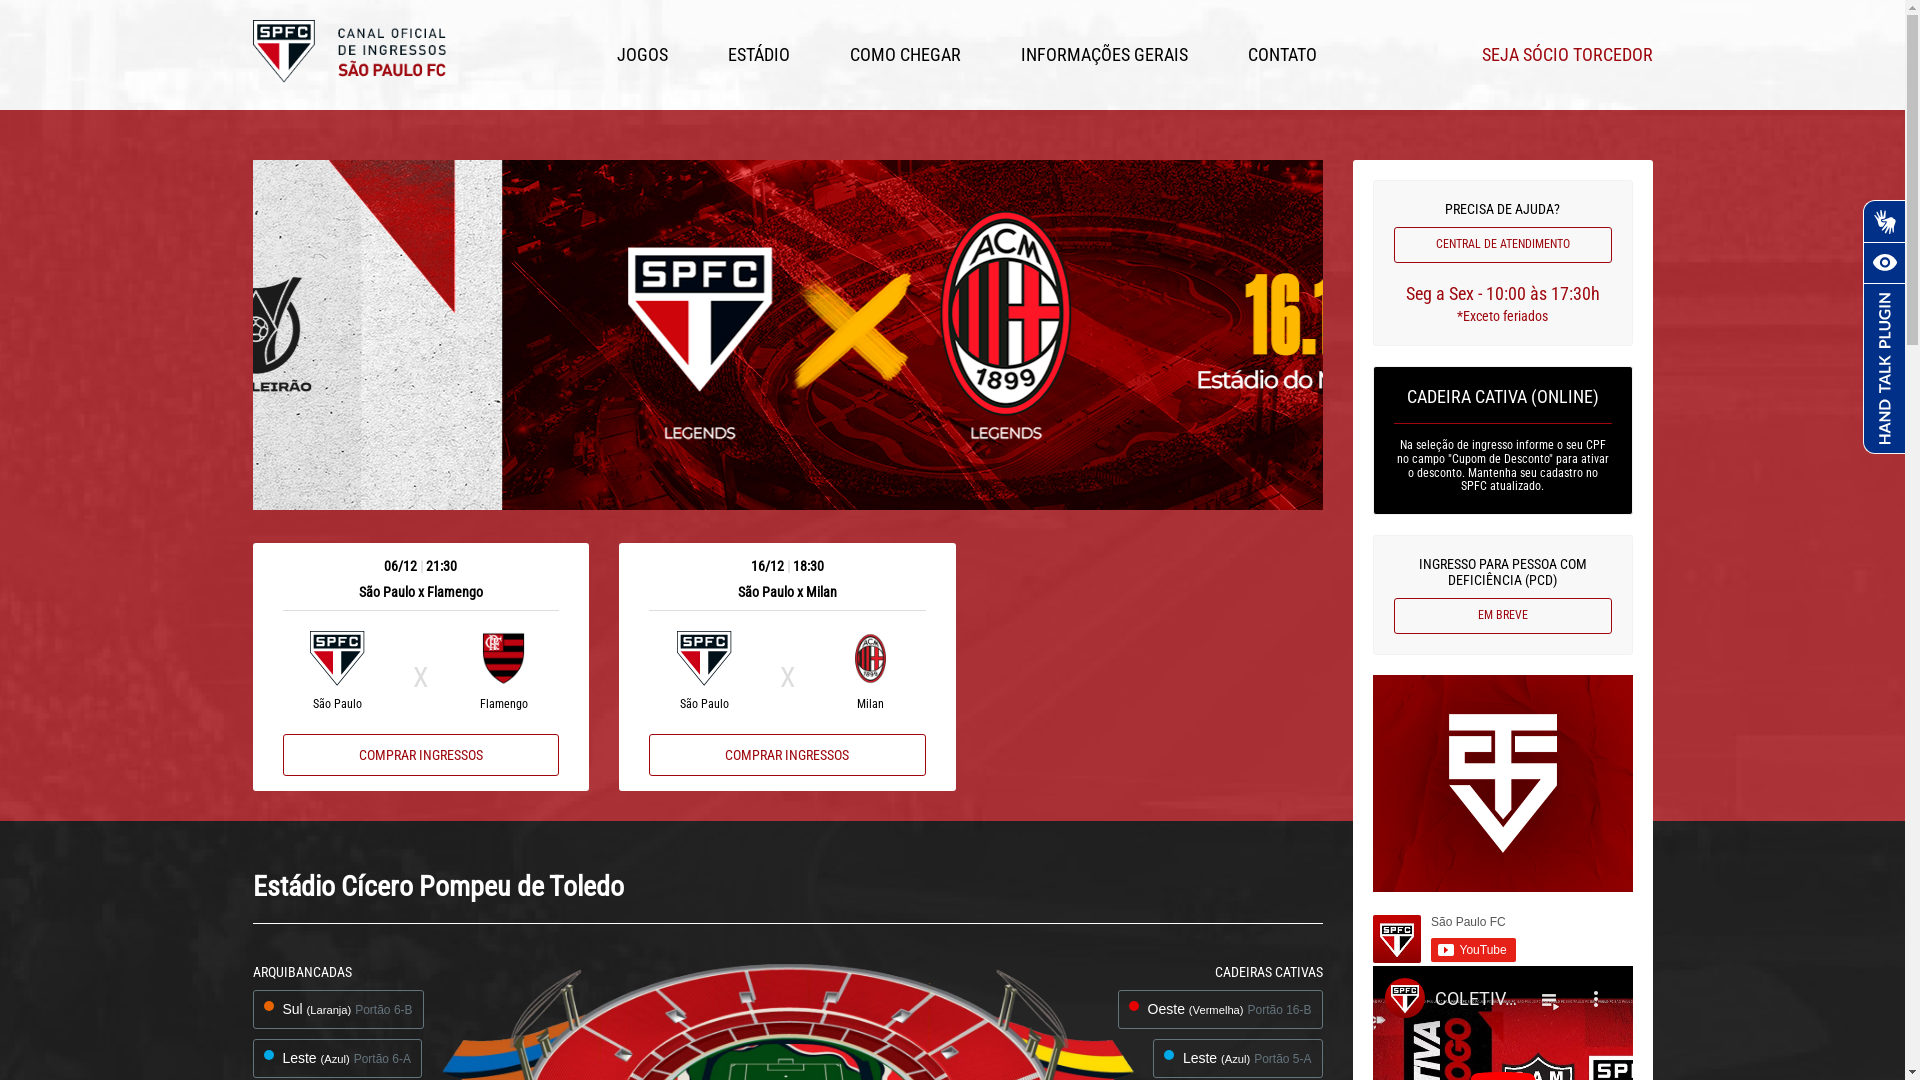 SPFC
CANAL OFICIAL
DE INGRESSOS
SÃO PAULO FC
JOGOS
ESTÁDIO
COMO CHEGAR
INFORMAÇÕES GERAIS
CONTATO
SEJA SÓCIO TORCEDOR
LEIRÃO
SPFC
LEGENDS
ACM
1899
LEGENDS
16.1
Estádio do M
06/12 | 21:30
São Paulo x Flamengo
SPFC
X
São Paulo
Flamengo
COMPRAR INGRESSOS
16/12 | 18:30
São Paulo x Milan
SPFC
X
ACM
1899
São Paulo
Milan
COMPRAR INGRESSOS
PRECISA DE AJUDA?
CENTRAL DE ATENDIMENTO
Seg a Sex - 10:00 às 17:30h
*Exceto feriados
CADEIRA CATIVA (ONLINE)
Na seleção de ingresso informe o seu CPF
no campo "Cupom de Desconto" para ativar
o desconto. Mantenha seu cadastro no
SPFC atualizado.
INGRESSO PARA PESSOA COM
DEFICIÊNCIA (PCD)
EM BREVE
HAND TALK PLUGIN
SPFC
São Paulo FC
YouTube
SPFC
COLETIV...
Estádio Cícero Pompeu de Toledo
ARQUIBANCADAS
Sul (Laranja) Portão 6-B
Leste (Azul) Portão 6-A
CADEIRAS CATIVAS
Oeste (Vermelha) Portão 16-B
Leste (Azul) Portão 5-A